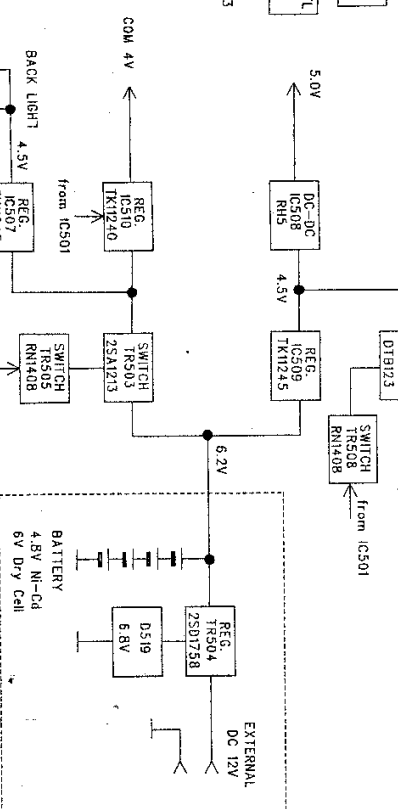 5.0V
DC-DC
IC508
RH5
4.5V
REG.
IC509
TK11245
DTB123
SWITCH
TR508
RN1408
from IC501
COM 4V
REG.
IC510
TK11240
from IC501
SWITCH
TR503
2SA1213
6.2V
BACK LIGHT
4.5V
REG.
IC507
SWITCH
TR505
RN1408
REG.
TR504
2SD1758
EXTERNAL
DC 12V
D519
6.8V
BATTERY
4.8V Ni-Cd
6V Dry Cell